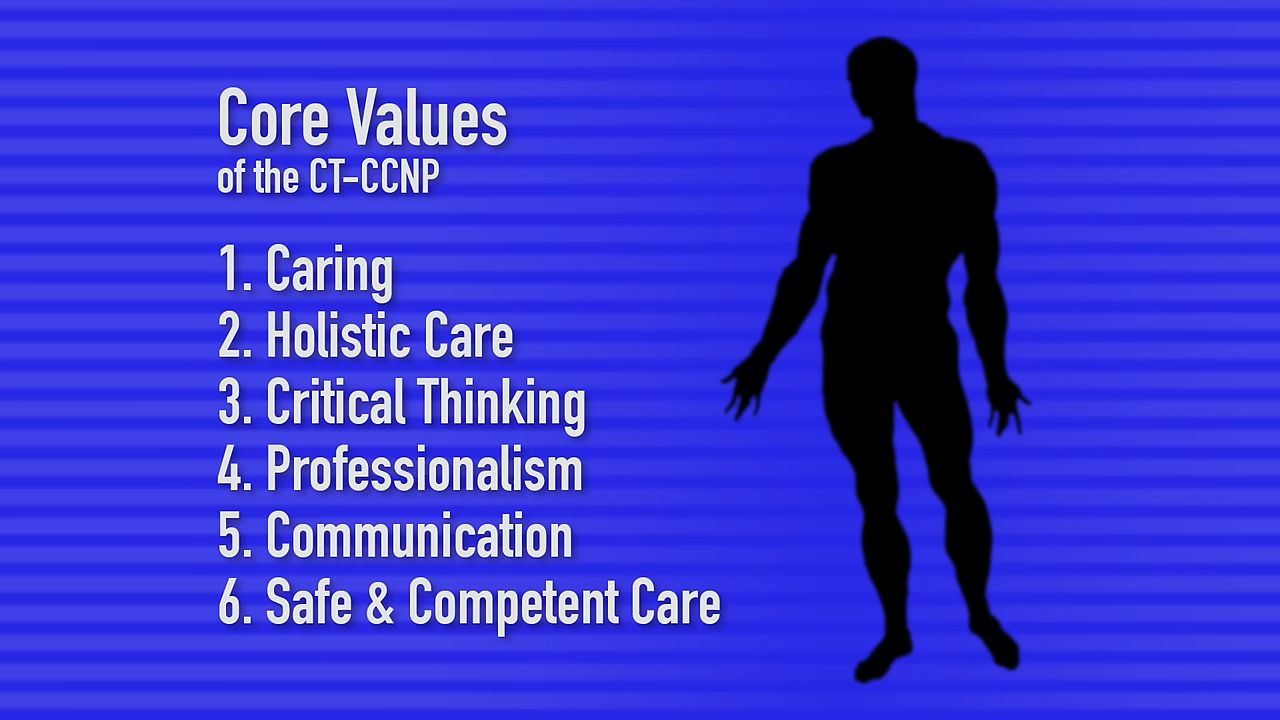 Core Values
of the CT-CCNP
1. Caring
2. Holistic Care
3. Critical Thinking
4. Professionalism
5. Communication
6. Safe & Competent Care